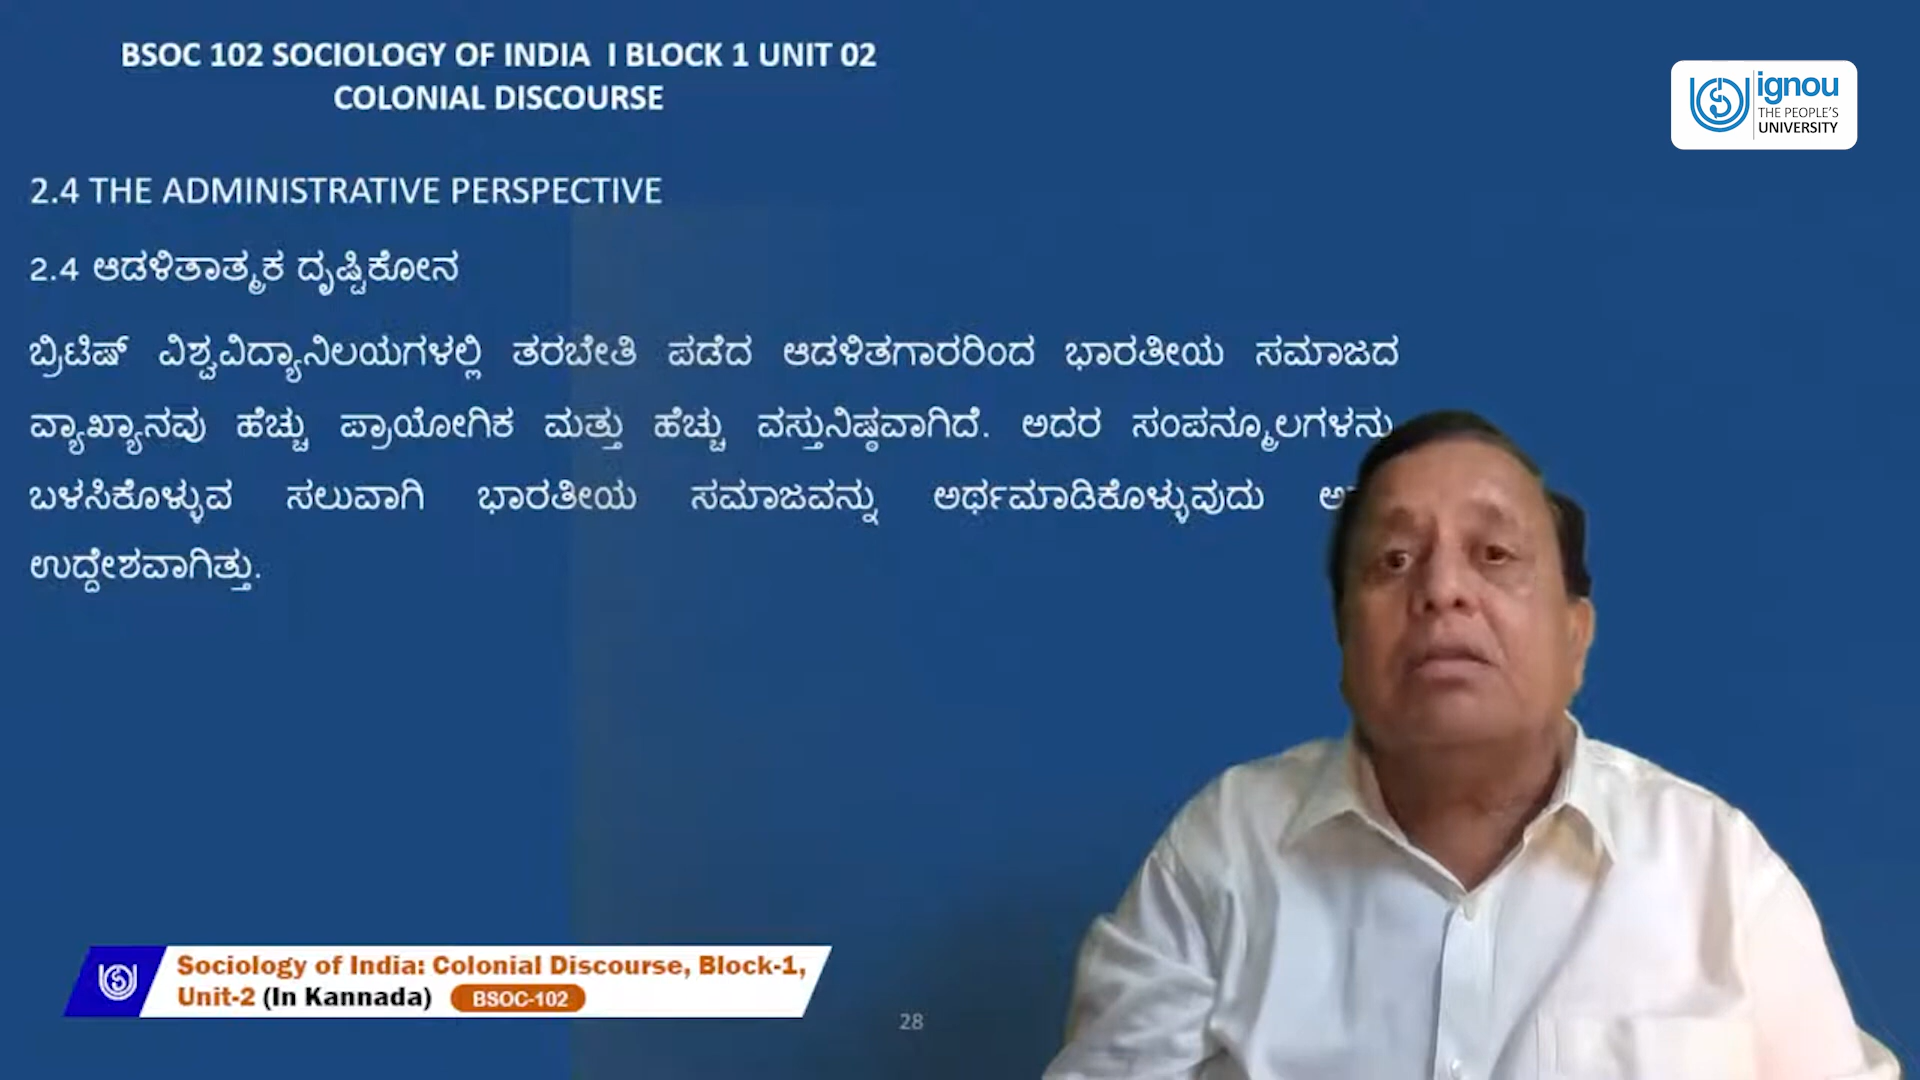 BSOC 102 SOCIOLOGY OF INDIA I BLOCK 1 UNIT 02
COLONIAL DISCOURSE
ignou
THE PEOPLE'S
UNIVERSITY
2.4 THE ADMINISTRATIVE PERSPECTIVE
2.4 ಆಡಳಿತಾತ್ಮಕ ದೃಷ್ಟಿಕೋನ
ಬ್ರಿಟಿಷ್ ವಿಶ್ವವಿದ್ಯಾನಿಲಯಗಳಲ್ಲಿ ತರಬೇತಿ ಪಡೆದ ಆಡಳಿತಗಾರರಿಂದ ಭಾರತೀಯ ಸಮಾಜದ
ವ್ಯಾಖ್ಯಾನವು ಹೆಚ್ಚು ಪ್ರಾಯೋಗಿಕ ಮತ್ತು ಹೆಚ್ಚು ವಸ್ತುನಿಷ್ಠವಾಗಿದೆ. ಅದರ ಸಂಪನ್ಮೂಲಗಳನ್ನು
ಬಳಸಿಕೊಳ್ಳುವ ಸಲುವಾಗಿ ಭಾರತೀಯ ಸಮಾಜವನ್ನು ಅರ್ಥಮಾಡಿಕೊಳ್ಳುವುದು
ಉದ್ದೇಶವಾಗಿತ್ತು.
Sociology of India: Colonial Discourse, Block-1,
Unit-2 (In Kannada) BSOC-102
28